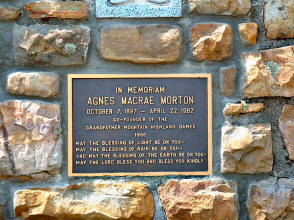 IN MEMORIAM
AGNES MACRAE MORTON
OCTOBER 7, 1897 – APRIL 22, 1982
CO-FOUNDER OF THE
GRANDFATHER MOUNTAIN HIGHLAND GAMES
1956
MAY THE BLESSING OF LIGHT BE ON YOU—
MAY THE BLESSING OF RAIN BE ON YOU—
AND MAY THE BLESSING OF THE EARTH BE ON YOU—
MAY THE LORD BLESS YOU AND BLESS YOU KINDLY